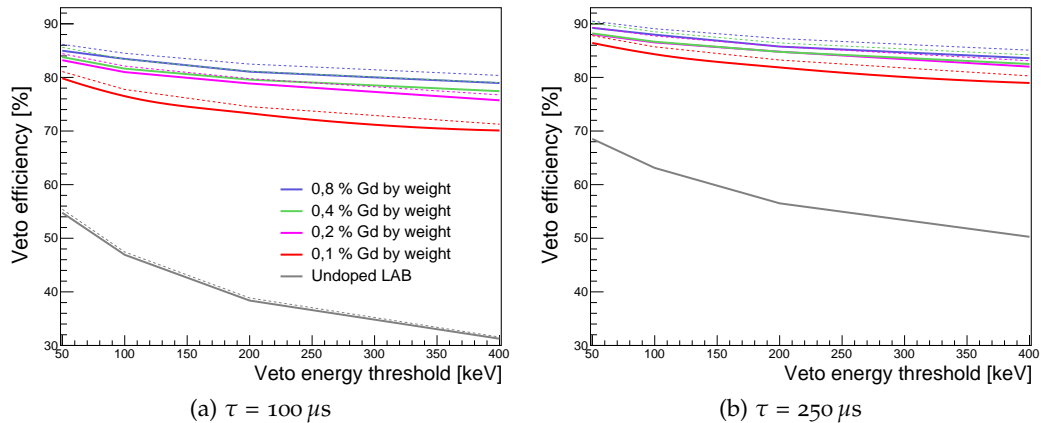 90
80
70
60
50
40
30
Veto efficiency [%]
0,8 % Gd by weight
0,4 % Gd by weight
0,2 % Gd by weight
0,1 % Gd by weight
Undoped LAB
50 100 150 200 250 300 350 400
Veto energy threshold [keV]
(a) τ = 100 μs
90
80
70
60
50
40
30
Veto efficiency [%]
50 100 150 200 250 300 350 400
Veto energy threshold [keV]
(b) τ = 250 μs